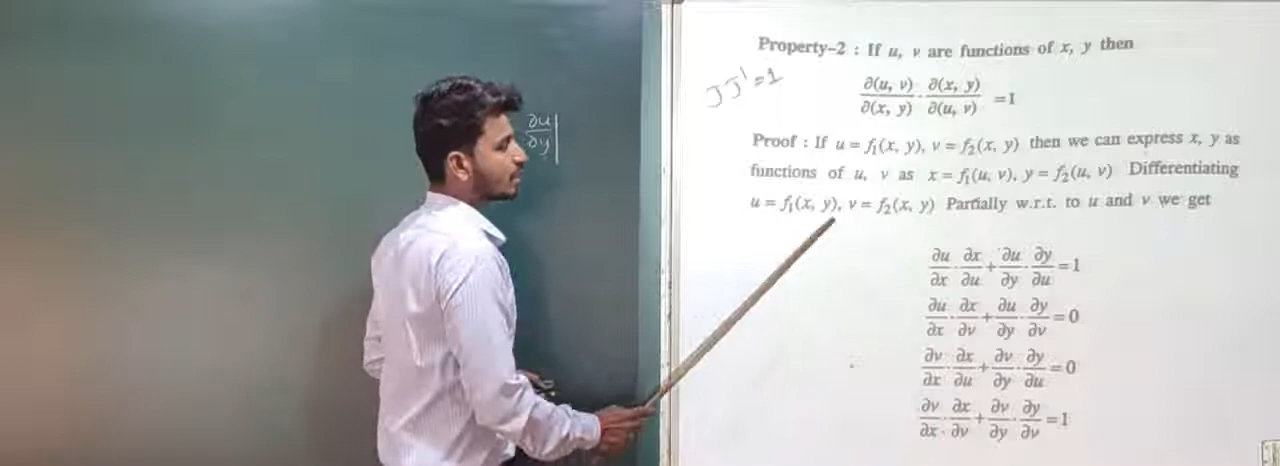 ∂u/∂y |
Property–2 : If u, v are functions of x, y then
JJ' = 1
∂(u, v)/∂(x, y) · ∂(x, y)/∂(u, v) = 1
Proof : If u = f₁(x, y), v = f₂(x, y) then we can express x, y as
functions of u, v as x = f₁(u, v), y = f₂(u, v) Differentiating
u = f₁(x, y), v = f₂(x, y) Partially w.r.t. to u and v we get
∂u/∂x · ∂x/∂u + ∂u/∂y · ∂y/∂u = 1
∂u/∂x · ∂x/∂v + ∂u/∂y · ∂y/∂v = 0
∂v/∂x · ∂x/∂u + ∂v/∂y · ∂y/∂u = 0
∂v/∂x · ∂x/∂v + ∂v/∂y · ∂y/∂v = 1